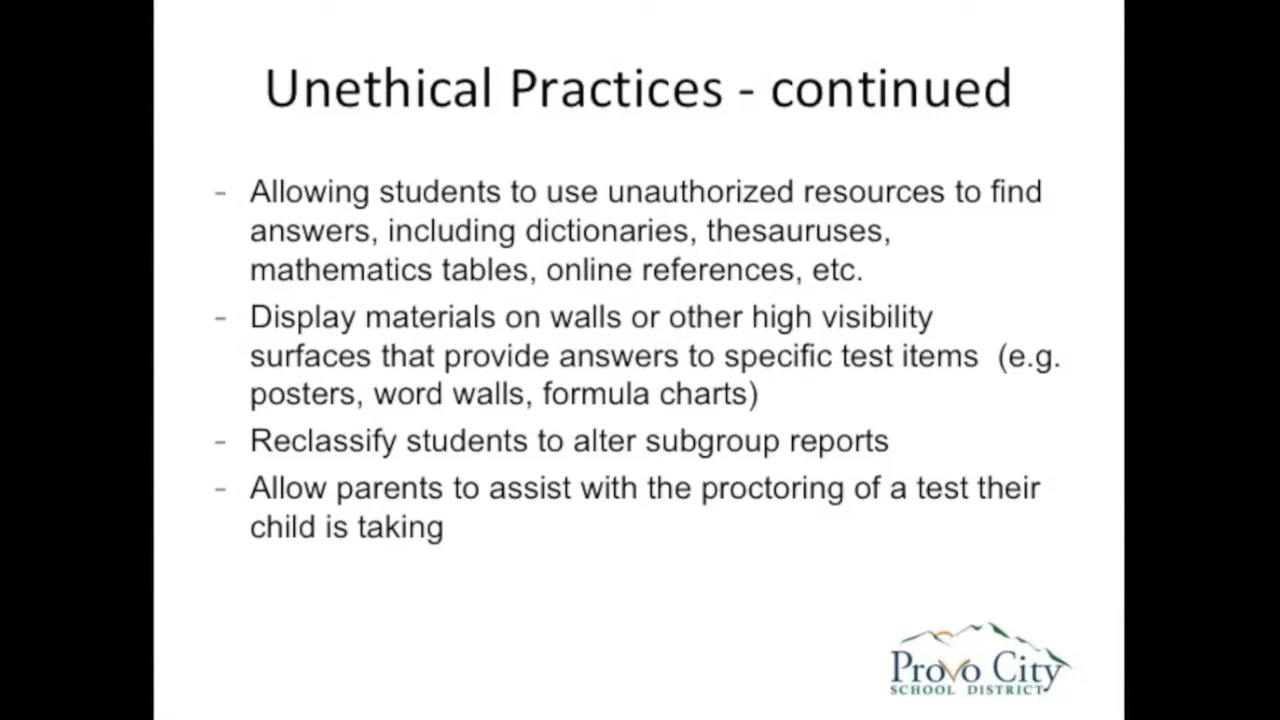 Unethical Practices - continued
- Allowing students to use unauthorized resources to find
answers, including dictionaries, thesauruses,
mathematics tables, online references, etc.
- Display materials on walls or other high visibility
surfaces that provide answers to specific test items (e.g.
posters, word walls, formula charts)
- Reclassify students to alter subgroup reports
- Allow parents to assist with the proctoring of a test their
child is taking
Provo City
SCHOOL DISTRICT